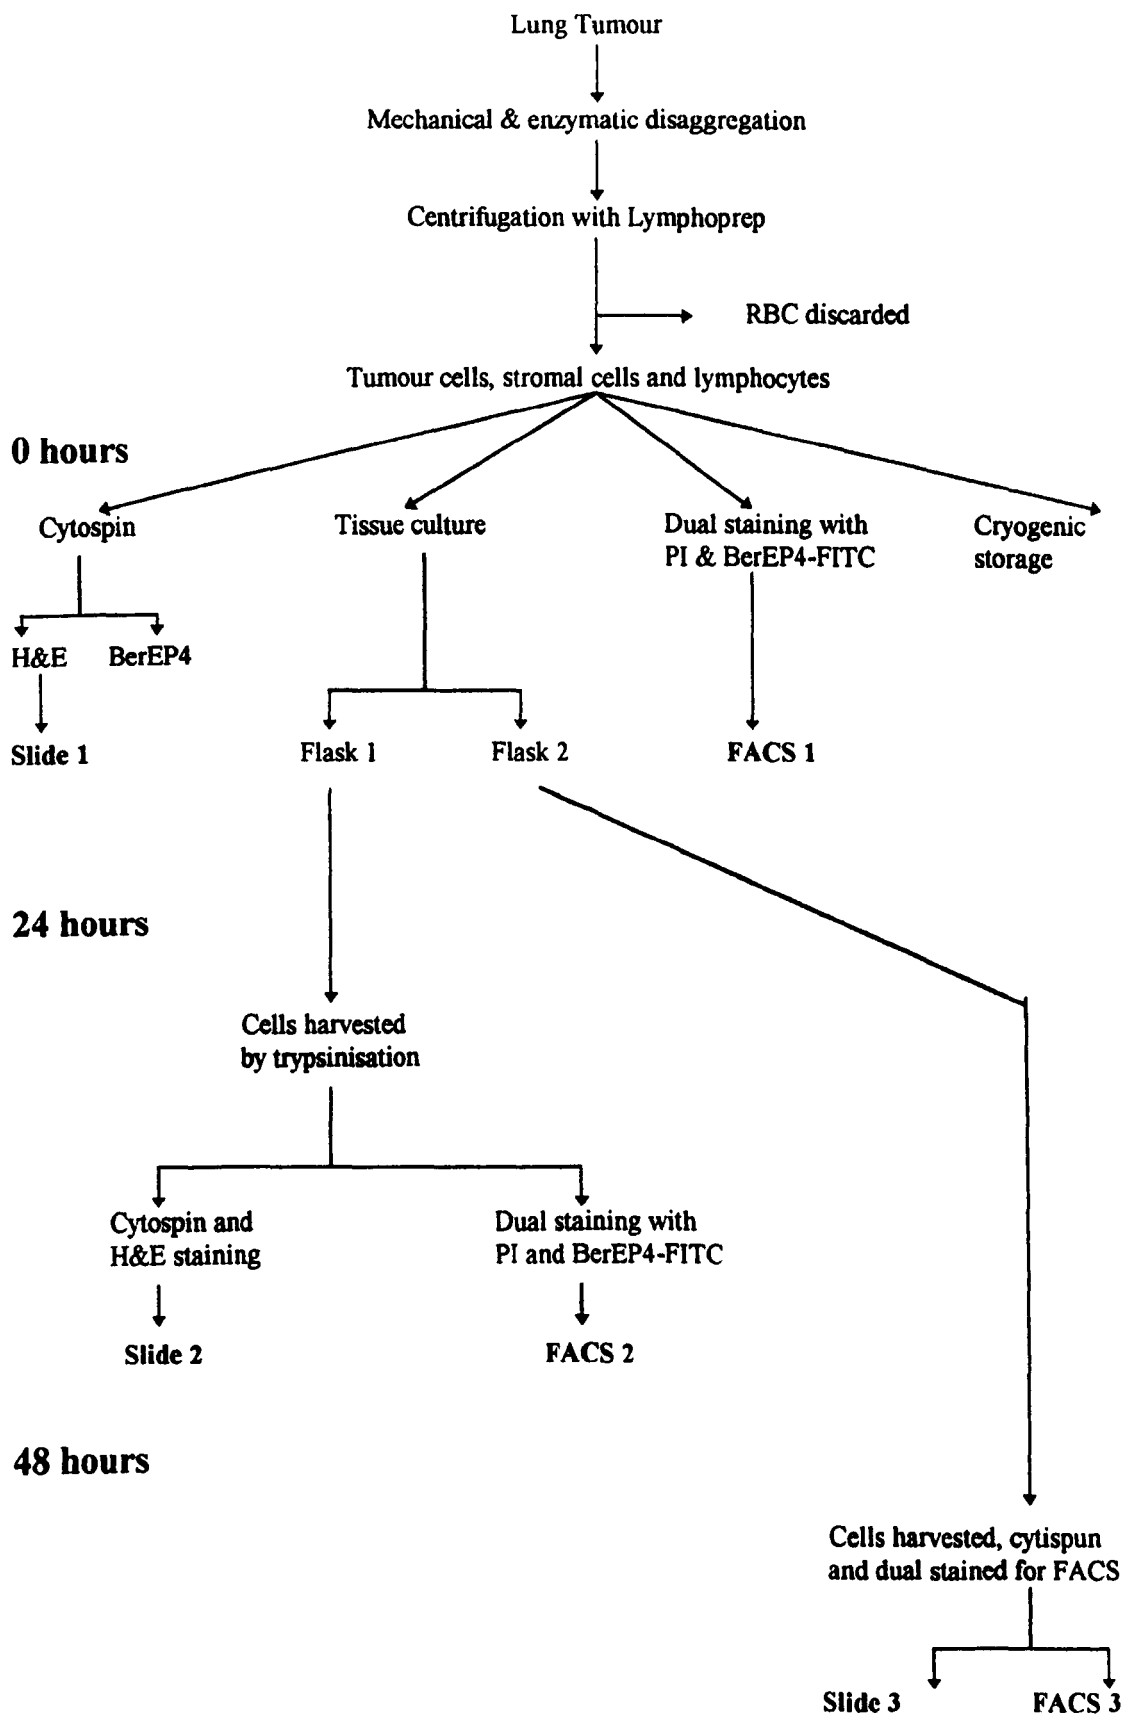 Lung Tumour
Mechanical & enzymatic disaggregation
Centrifugation with Lymphoprep
RBC discarded
Tumour cells, stromal cells and lymphocytes
0 hours
Cytospin
Tissue culture
Dual staining with
PI & BerEP4-FITC
Cryogenic
storage
H&E
BerEP4
Slide 1
Flask 1
Flask 2
FACS 1
24 hours
Cells harvested
by trypsinisation
Cytospin and
H&E staining
Dual staining with
PI and BerEP4-FITC
Slide 2
FACS 2
48 hours
Cells harvested, cytispun
and dual stained for FACS
Slide 3
FACS 3